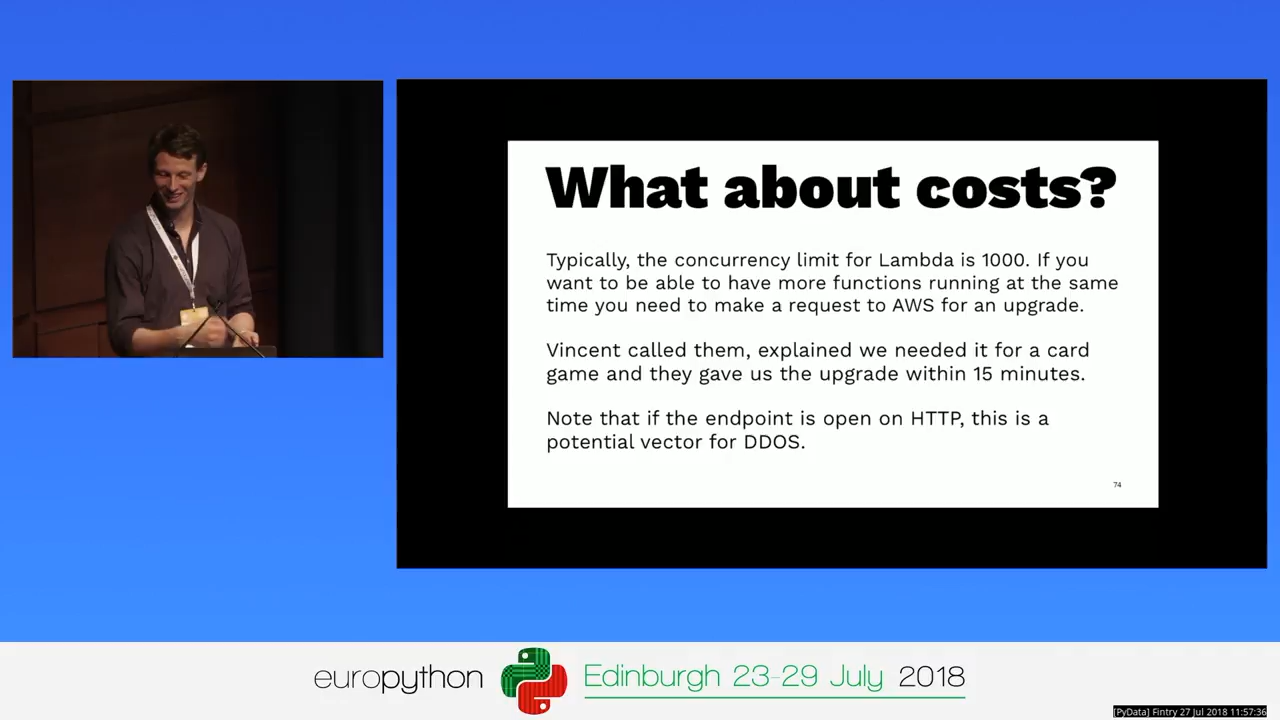 What about costs?
Typically, the concurrency limit for Lambda is 1000. If you
want to be able to have more functions running at the same
time you need to make a request to AWS for an upgrade.
Vincent called them, explained we needed it for a card
game and they gave us the upgrade within 15 minutes.
Note that if the endpoint is open on HTTP, this is a
potential vector for DDOS.
74
europython Edinburgh 23-29 July 2018
[PyData] Fintry 27 Jul 2018 11:57:36